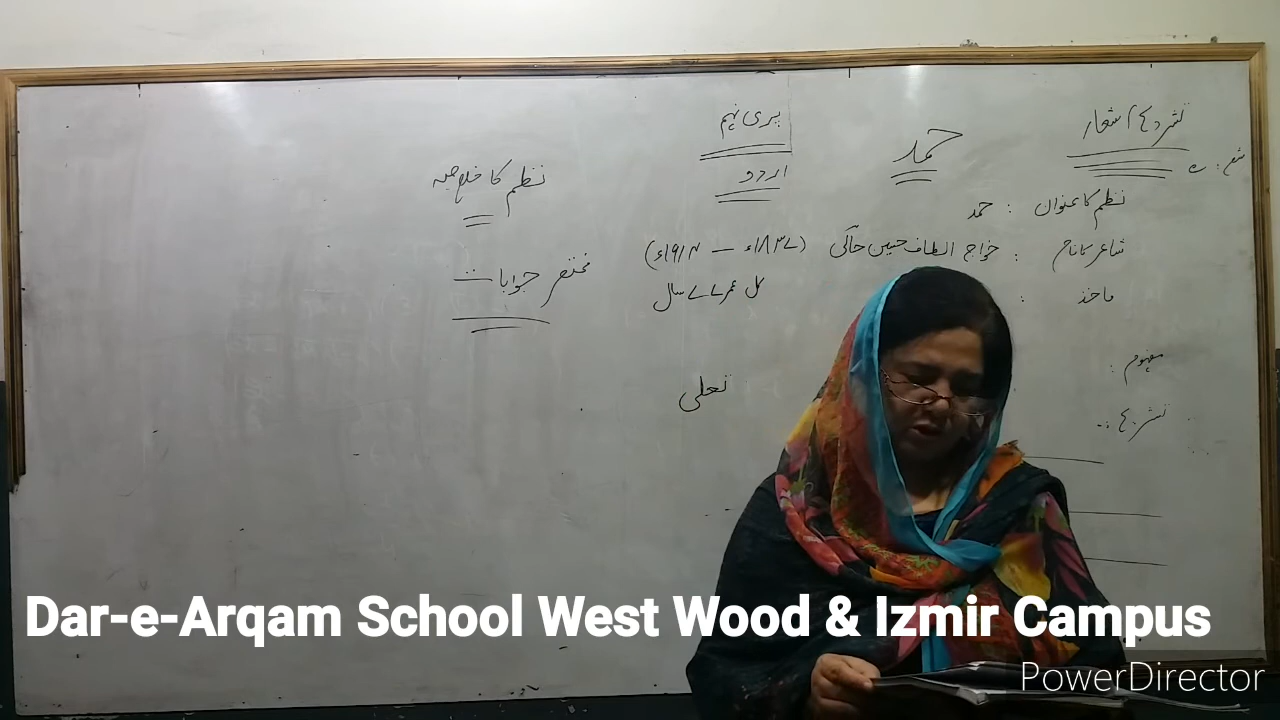 تشریح اشعار
حمد
پری نہم
اردو
نظم کا خلاصہ
نظم کا عنوان : حمد
شاعر کا نام : خواجہ الطاف حسین حالی (۱۸۳۷ء – ۱۹۱۴ء)
مختصر جوابات
ماخذ :
کل عمر ۷۷ سال
مفہوم :
تشریح :
تعلی
Dar-e-Arqam School West Wood & Izmir Campus
PowerDirector